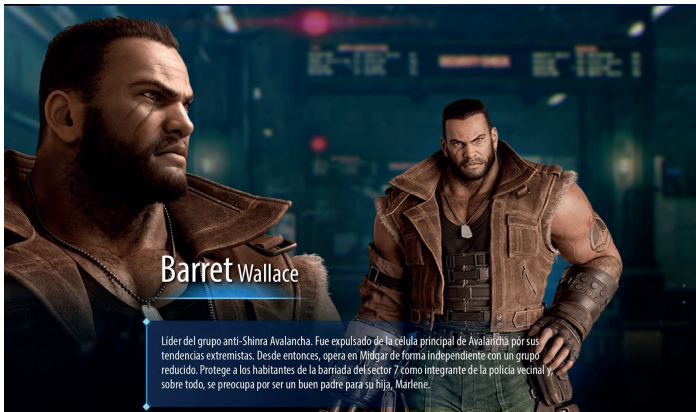 Barret Wallace
Líder del grupo anti-Shinra Avalancha. Fue expulsado de la célula principal de Avalancha por sus
tendencias extremistas. Desde entonces, opera en Midgar de forma independiente con un grupo
reducido. Protege a los habitantes de la barriada del sector 7 como integrante de la policía vecinal y,
sobre todo, se preocupa por ser un buen padre para su hija, Marlene.